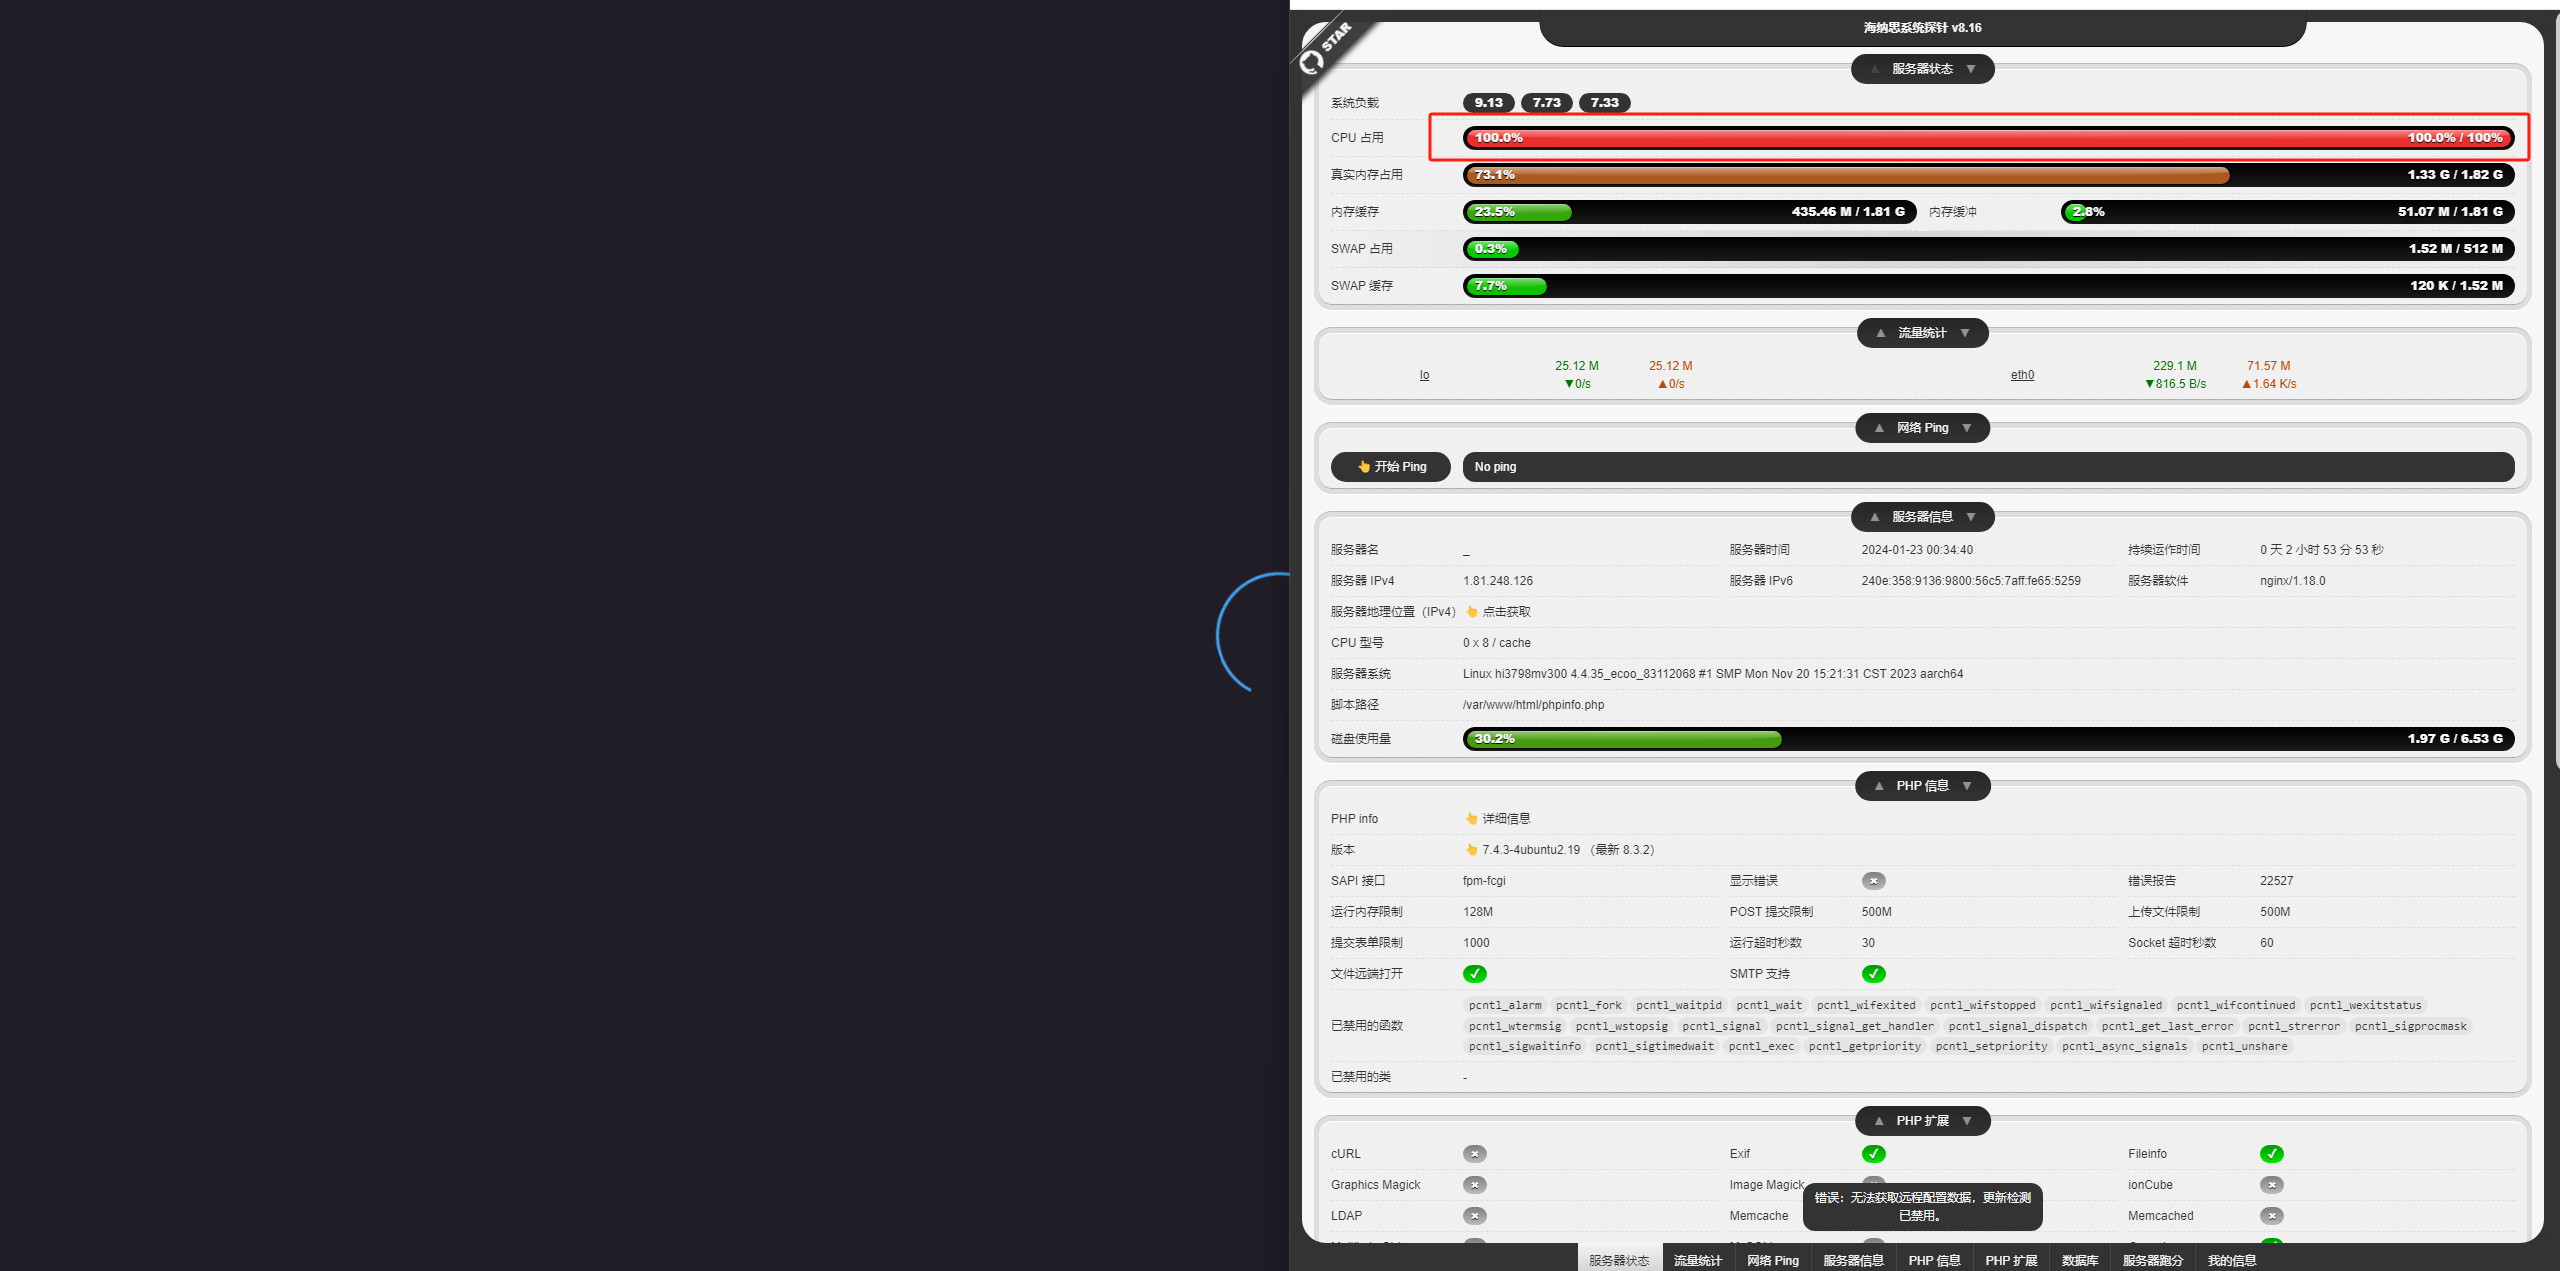 STAR
海纳思系统探针 v8.16
▲ 服务器状态 ▼
系统负载 9.13 7.73 7.33
CPU 占用 100.0% 100.0% / 100%
真实内存占用 73.1% 1.33 G / 1.82 G
内存缓存 23.5% 435.46 M / 1.81 G 内存缓冲 2.8% 51.07 M / 1.81 G
SWAP 占用 0.3% 1.52 M / 512 M
SWAP 缓存 7.7% 120 K / 1.52 M
▲ 流量统计 ▼
lo 25.12 M 25.12 M eth0 229.1 M 71.57 M
▼0/s ▲0/s ▼816.5 B/s ▲1.64 K/s
▲ 网络 Ping ▼
👆 开始 Ping No ping
▲ 服务器信息 ▼
服务器名 _ 服务器时间 2024-01-23 00:34:40 持续运作时间 0 天 2 小时 53 分 53 秒
服务器 IPv4 1.81.248.126 服务器 IPv6 240e:358:9136:9800:56c5:7aff:fe65:5259 服务器软件 nginx/1.18.0
服务器地理位置（IPv4） 👆 点击获取
CPU 型号 0 x 8 / cache
服务器系统 Linux hi3798mv300 4.4.35_ecoo_83112068 #1 SMP Mon Nov 20 15:21:31 CST 2023 aarch64
脚本路径 /var/www/html/phpinfo.php
磁盘使用量 30.2% 1.97 G / 6.53 G
▲ PHP 信息 ▼
PHP info 👆 详细信息
版本 👆 7.4.3-4ubuntu2.19 （最新 8.3.2）
SAPI 接口 fpm-fcgi 显示错误 ✖ 错误报告 22527
运行内存限制 128M POST 提交限制 500M 上传文件限制 500M
提交表单限制 1000 运行超时秒数 30 Socket 超时秒数 60
文件远端打开 ✓ SMTP 支持 ✓
pcntl_alarm pcntl_fork pcntl_waitpid pcntl_wait pcntl_wifexited pcntl_wifstopped pcntl_wifsignaled pcntl_wifcontinued pcntl_wexitstatus
已禁用的函数 pcntl_wtermsig pcntl_wstopsig pcntl_signal pcntl_signal_get_handler pcntl_signal_dispatch pcntl_get_last_error pcntl_strerror pcntl_sigprocmask
pcntl_sigwaitinfo pcntl_sigtimedwait pcntl_exec pcntl_getpriority pcntl_setpriority pcntl_async_signals pcntl_unshare
已禁用的类 -
▲ PHP 扩展 ▼
cURL ✖ Exif ✓ Fileinfo ✓
Graphics Magick ✖ Image Magick ionCube ✖
LDAP ✖ Memcache Memcached ✖
错误：无法获取远程配置数据，更新检测
已禁用。
服务器状态 流量统计 网络 Ping 服务器信息 PHP 信息 PHP 扩展 数据库 服务器跑分 我的信息